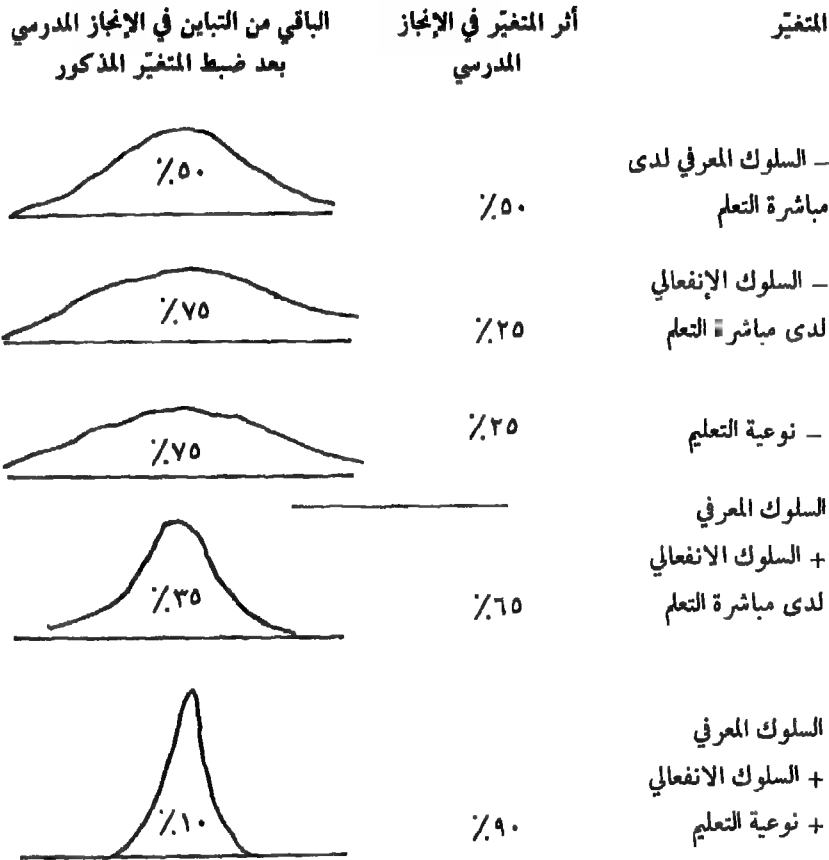 المتغيّر أثر المتغيّر في الإنجاز الباقي من التباين في الإنجاز المدرسي
المدرسي بعد ضبط المتغيّر المذكور
– السلوك المعرفي لدى
مباشرة التعلم ٥٠٪ ٥٠٪
– السلوك الإنفعالي
لدى مباشرة التعلم ٢٥٪ ٧٥٪
– نوعية التعليم ٢٥٪ ٧٥٪
السلوك المعرفي
+ السلوك الانفعالي
لدى مباشرة التعلم ٦٥٪ ٣٥٪
السلوك المعرفي
+ السلوك الانفعالي
+ نوعية التعليم ٩٠٪ ١٠٪